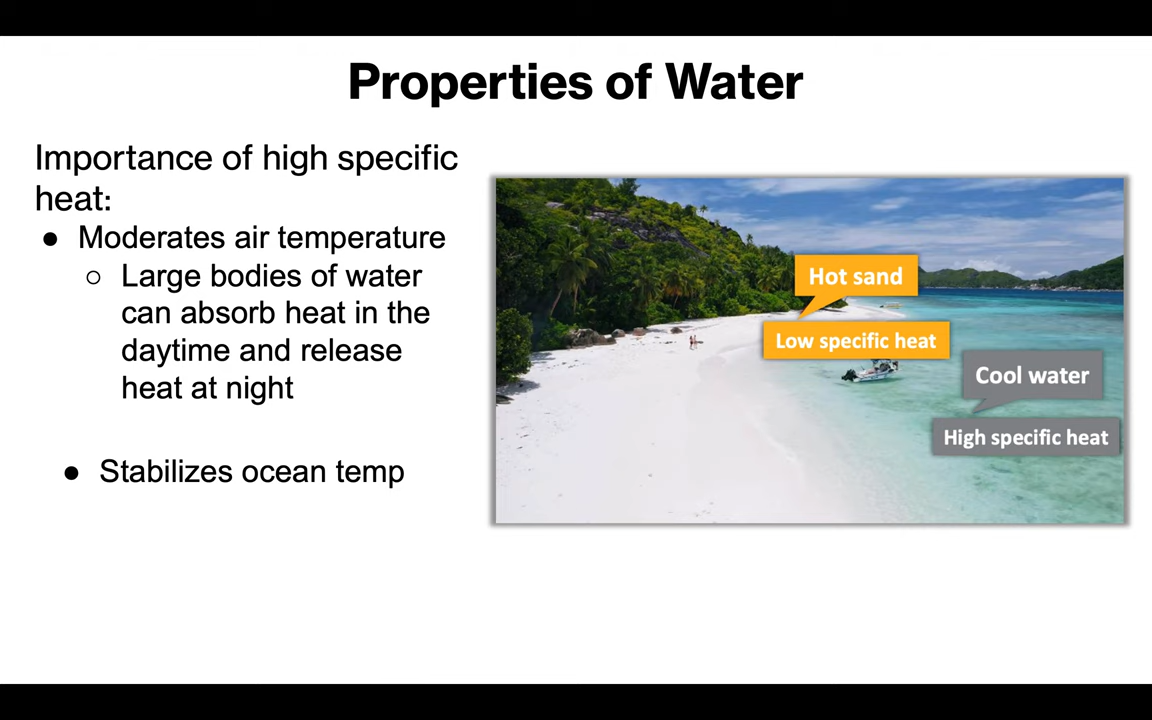 Properties of Water
Importance of high specific
heat:
● Moderates air temperature
○ Large bodies of water
can absorb heat in the
daytime and release
heat at night
● Stabilizes ocean temp
Hot sand
Low specific heat
Cool water
High specific heat